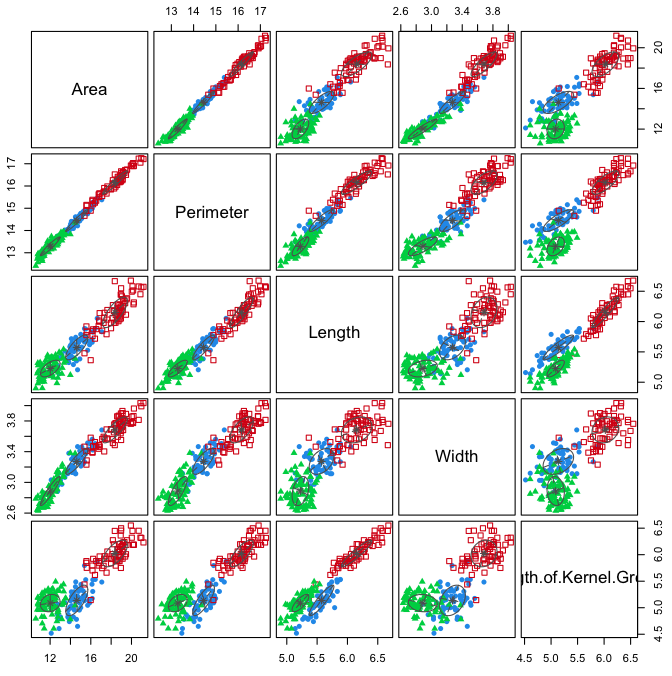 13 14 15 16 17
2.6 3.0 3.4 3.8
Area
12 16 20
13 14 15 16 17
Perimeter
Length
5.0 5.5 6.0 6.5
2.6 3.0 3.4 3.8
Width
gth.of.Kernel.Gr
4.5 5.0 5.5 6.0 6.5
12 16 20
5.0 5.5 6.0 6.5
4.5 5.0 5.5 6.0 6.5